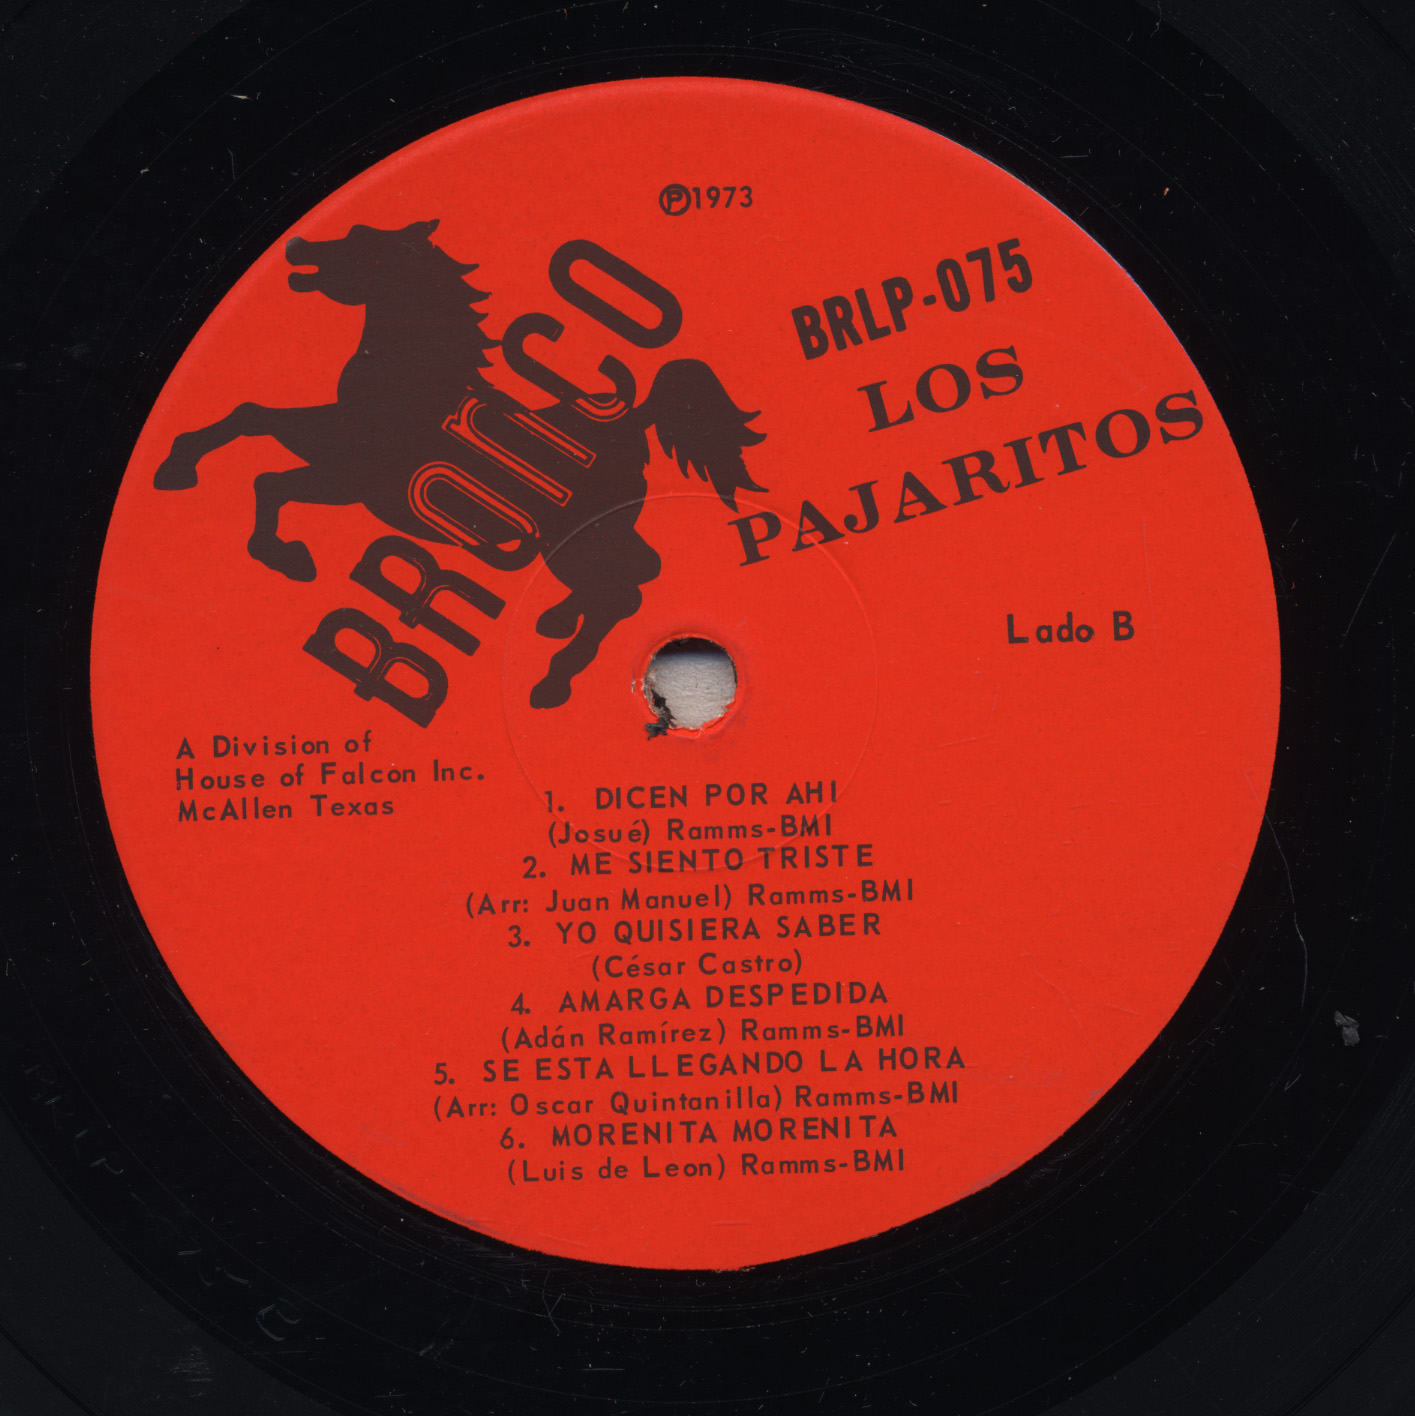 Ⓟ1973
BRONCO
BRLP-075
LOS
PAJARITOS
Lado B
A Division of
House of Falcon Inc.
McAllen Texas
1. DICEN POR AHI
(Josué) Ramms-BMI
2. ME SIENTO TRISTE
(Arr: Juan Manuel) Ramms-BMI
3. YO QUISIERA SABER
(César Castro)
4. AMARGA DESPEDIDA
(Adán Ramírez) Ramms-BMI
5. SE ESTA LLEGANDO LA HORA
(Arr: Oscar Quintanilla) Ramms-BMI
6. MORENITA MORENITA
(Luis de Leon) Ramms-BMI